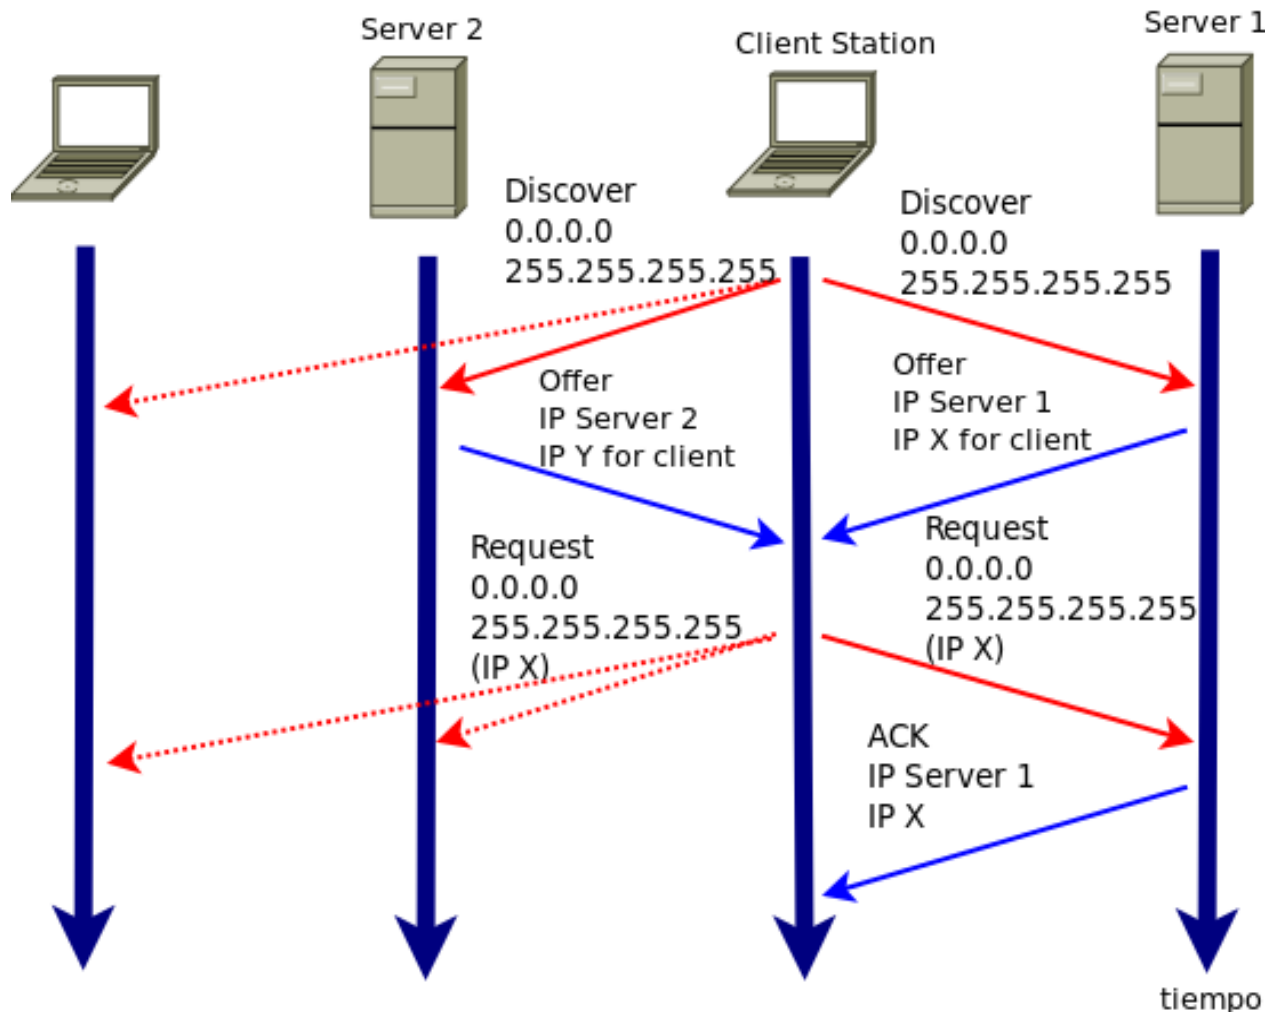 Server 2
Client Station
Server 1
Discover
0.0.0.0
255.255.255.255
Discover
0.0.0.0
255.255.255.255
Offer
IP Server 2
IP Y for client
Offer
IP Server 1
IP X for client
Request
0.0.0.0
255.255.255.255
(IP X)
Request
0.0.0.0
255.255.255.255
(IP X)
ACK
IP Server 1
IP X
tiempo